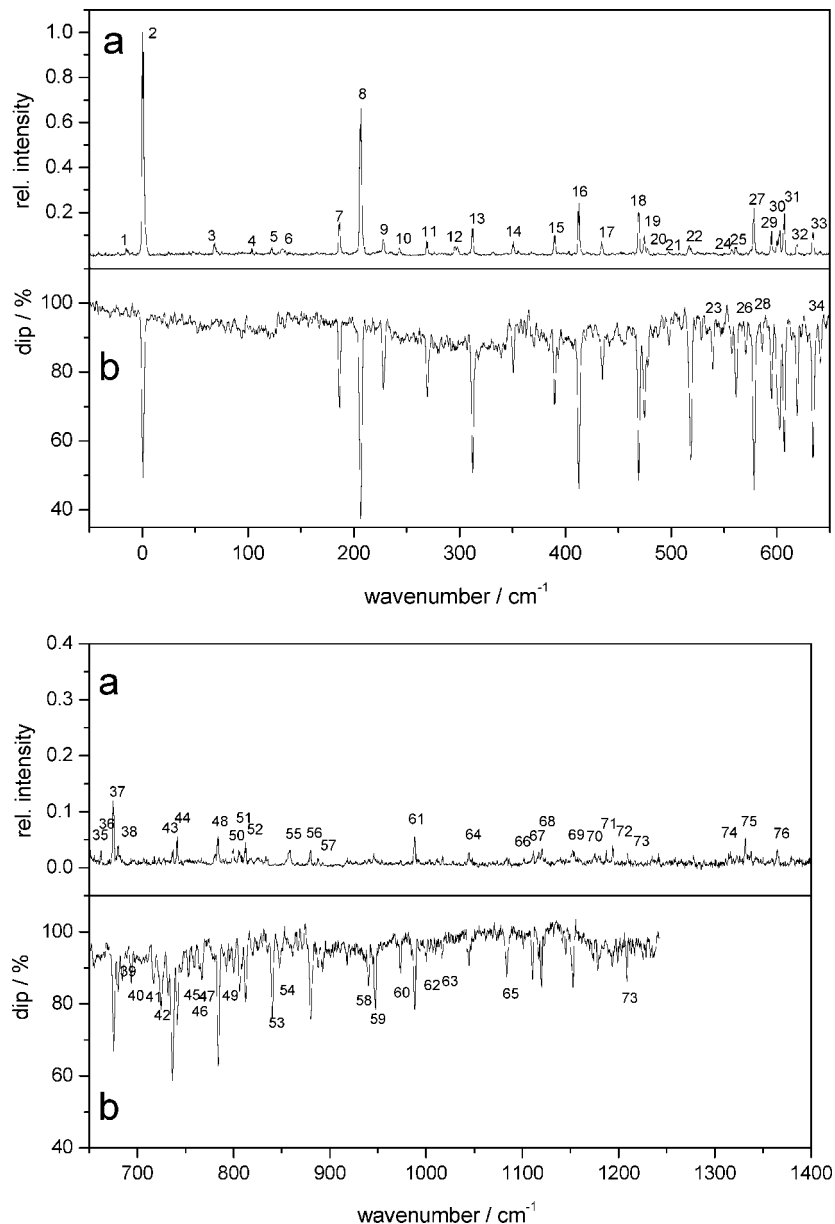 a
rel. intensity
1.0
0.8
0.6
0.4
0.2
1 2 3 4 5 6 7 8 9 10 11 12 13 14 15 16 17 18 19 20 21 22 24 25 27 29 30 31 32 33
b
dip / %
100
80
60
40
23 26 28 34
0 100 200 300 400 500 600
wavenumber / cm⁻¹
a
rel. intensity
0.4
0.3
0.2
0.1
0.0
35 36 37 38 43 44 48 50 51 52 55 56 57 61 64 66 67 68 69 70 71 72 73 74 75 76
b
dip / %
100
80
60
40
39 40 41 42 45 46 47 49 53 54 58 59 60 62 63 65 73
700 800 900 1000 1100 1200 1300 1400
wavenumber / cm⁻¹